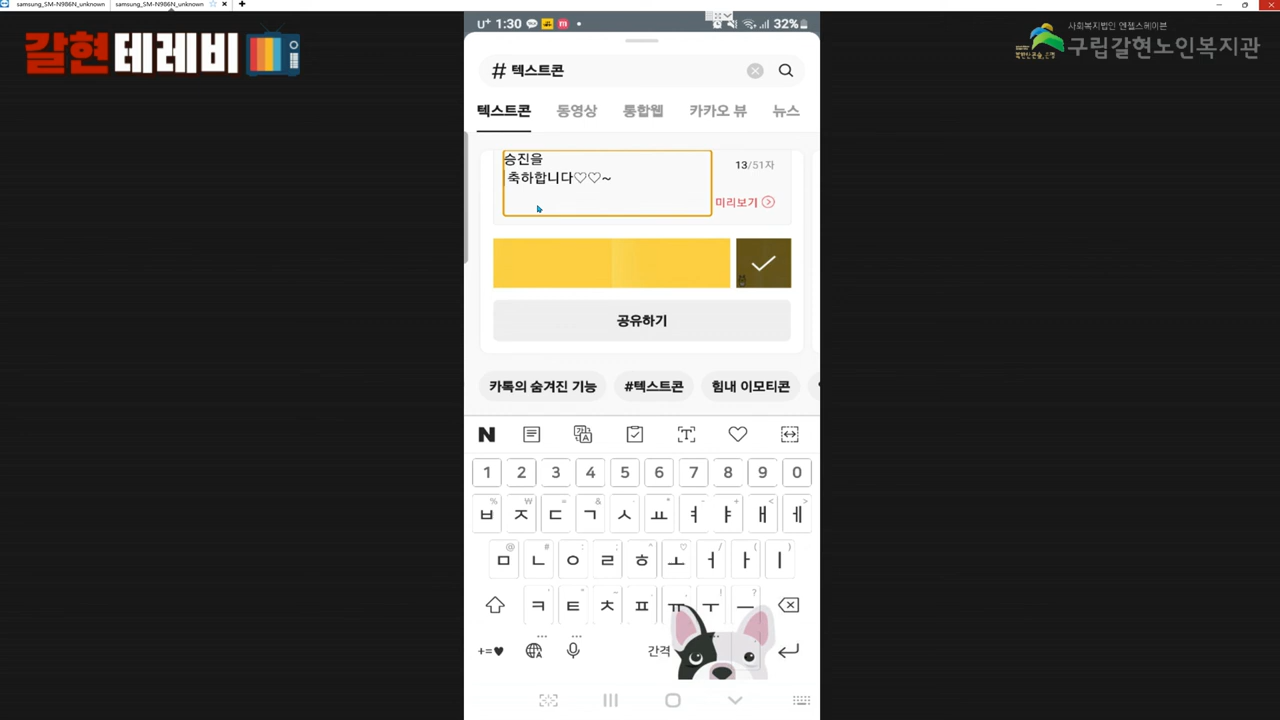 samsung_SM-N986N_unknown samsung_SM-N986N_unknown
갈현테레비
사회복지법인 엔젤스헤이븐
구립갈현노인복지관
U+ 1:30 32%
# 텍스트콘
텍스트콘 동영상 통합웹 카카오 뷰 뉴스
승진을 13/51자
축하합니다♡♡~
미리보기
공유하기
카톡의 숨겨진 기능 #텍스트콘 힘내 이모티콘
N
1 2 3 4 5 6 7 8 9 0
ㅂ ㅈ ㄷ ㄱ ㅅ ㅛ ㅕ ㅑ ㅐ ㅔ
ㅁ ㄴ ㅇ ㄹ ㅎ ㅗ ㅓ ㅏ ㅣ
ㅋ ㅌ ㅊ ㅍ ㅠ ㅜ ㅡ
+=♥ 간격